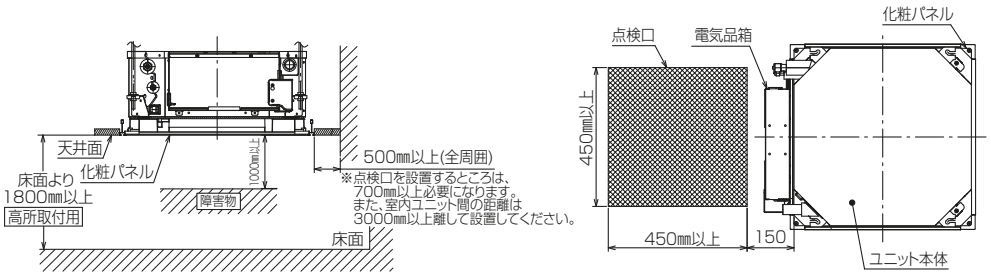 天井面
化粧パネル
床面より
1800mm以上
高所取付用
1000mm以上
障害物
床面
500mm以上(全周囲)
※点検口を設置するところは、
700mm以上必要になります。
また、室内ユニット間の距離は
3000mm以上離して設置してください。
点検口
電気品箱
化粧パネル
450mm以上
450mm以上
150
ユニット本体